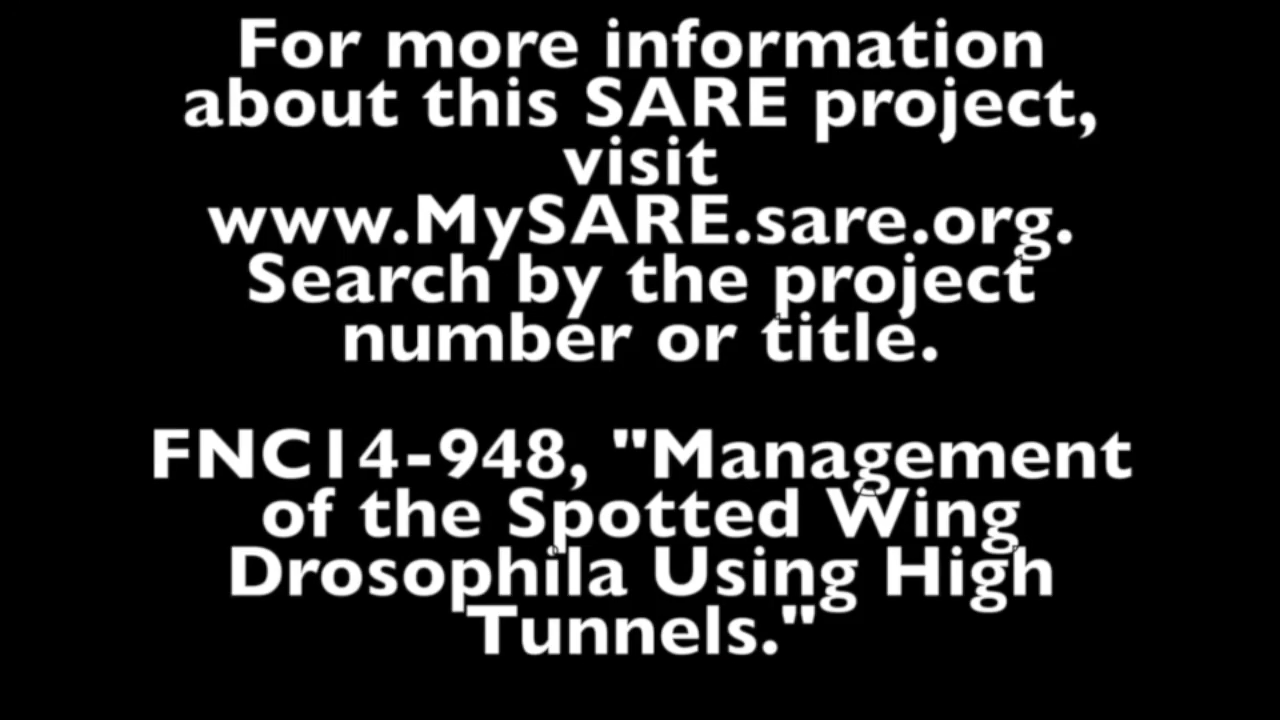 For more information
about this SARE project,
visit
www.MySARE.sare.org.
Search by the project
number or title.
FNC14-948, "Management
of the Spotted Wing
Drosophila Using High
Tunnels."